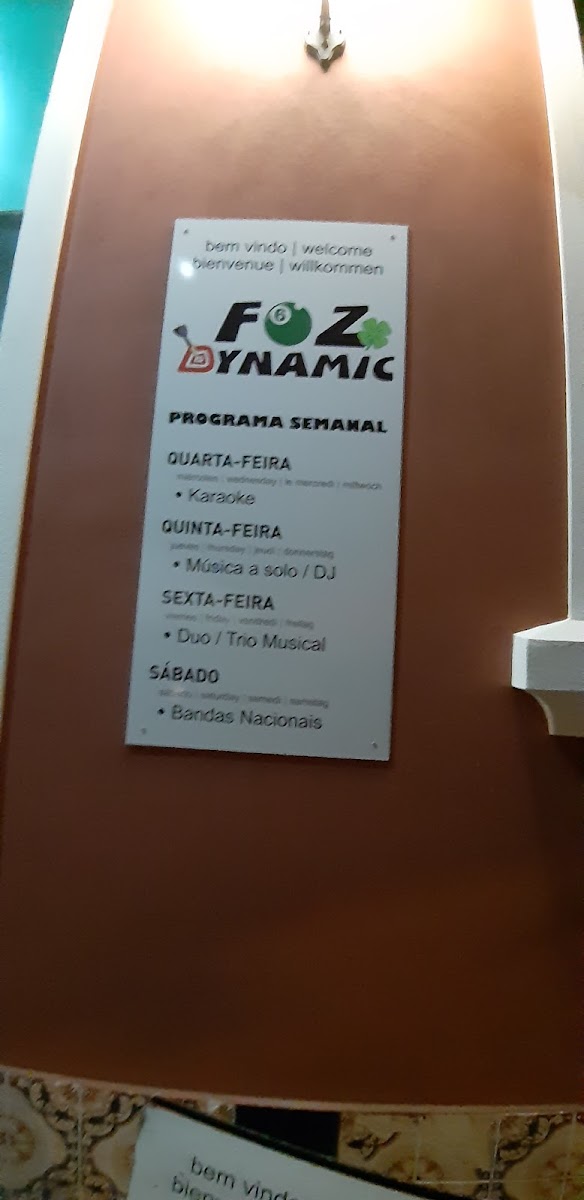 bem vindo | welcome
bienvenue | willkommen
FOZ
6
DYNAMIC
PROGRAMA SEMANAL
QUARTA-FEIRA
miércoles | wednesday | le mercredi | mittwoch
• Karaoke
QUINTA-FEIRA
jueves | thursday | jeudi | donnerstag
• Música a solo / DJ
SEXTA-FEIRA
viernes | friday | vendredi | freitag
• Duo / Trio Musical
SÁBADO
sábado | saturday | samedi | samstag
• Bandas Nacionais
bem vindo